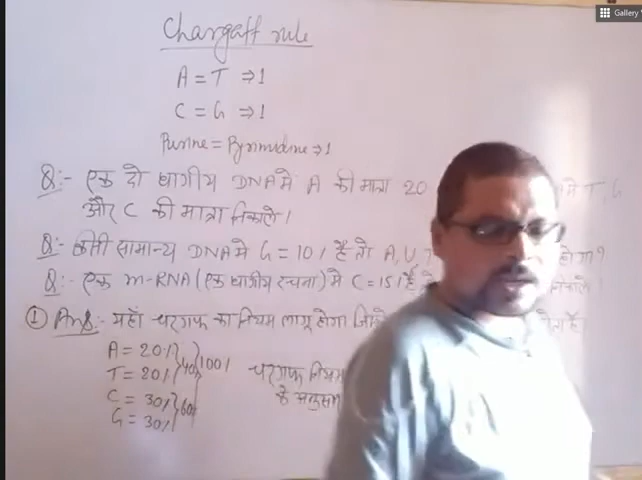 Gallery
Chargaff rule
A = T ⇒ 1
C = G ⇒ 1
Purine = Pyrimidine ⇒ 1
Q:- एक दो धागीय DNA मे A की मात्रा 20 मे T, G
और C की मात्रा निकाले।
Q:- किसी सामान्य DNA मे G = 10% है तो A, U, ?
Q:- एक m-RNA (एक धागीय रचना) मे C = 15% है निकाले
① Ans:- यहाँ चरगाफ का नियम लागू होगा है।
A = 20%
T = 20% } 40 } 100%
C = 30%
G = 30% } 60
चरगाफ नियम
के अनुसार